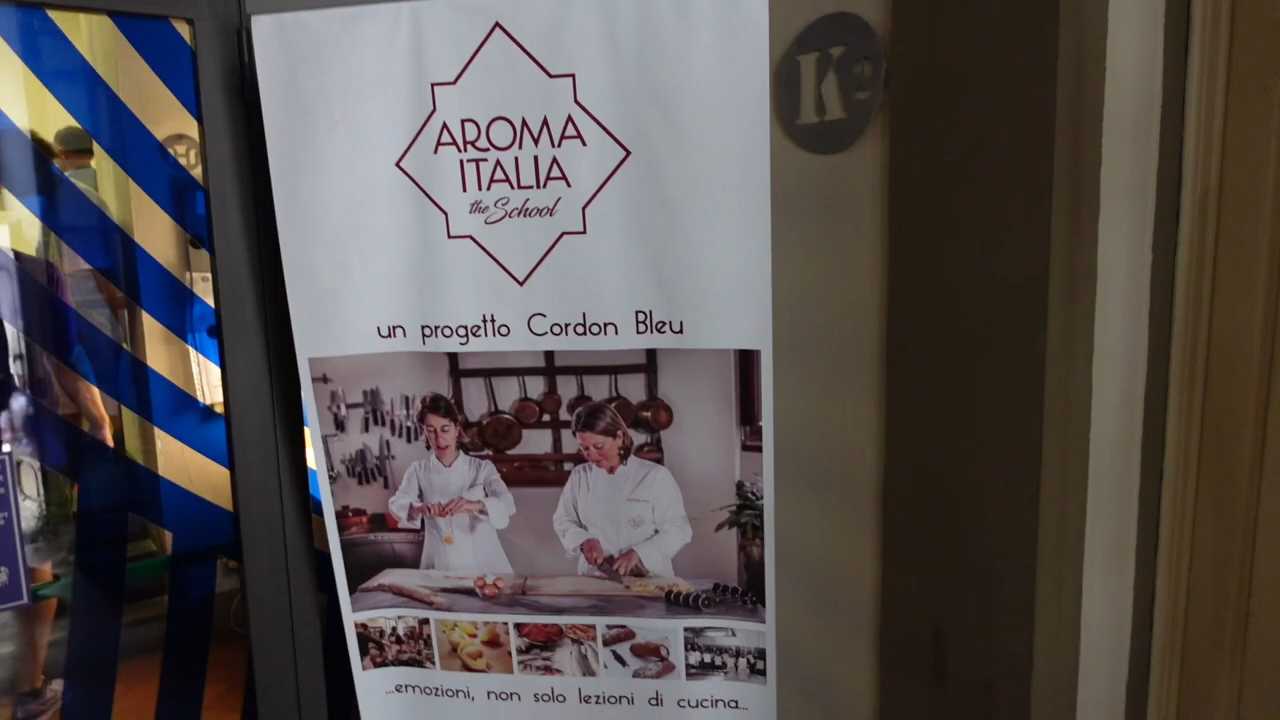 AROMA
ITALIA
the School
un progetto Cordon Bleu
...emozioni, non solo lezioni di cucina...
K2